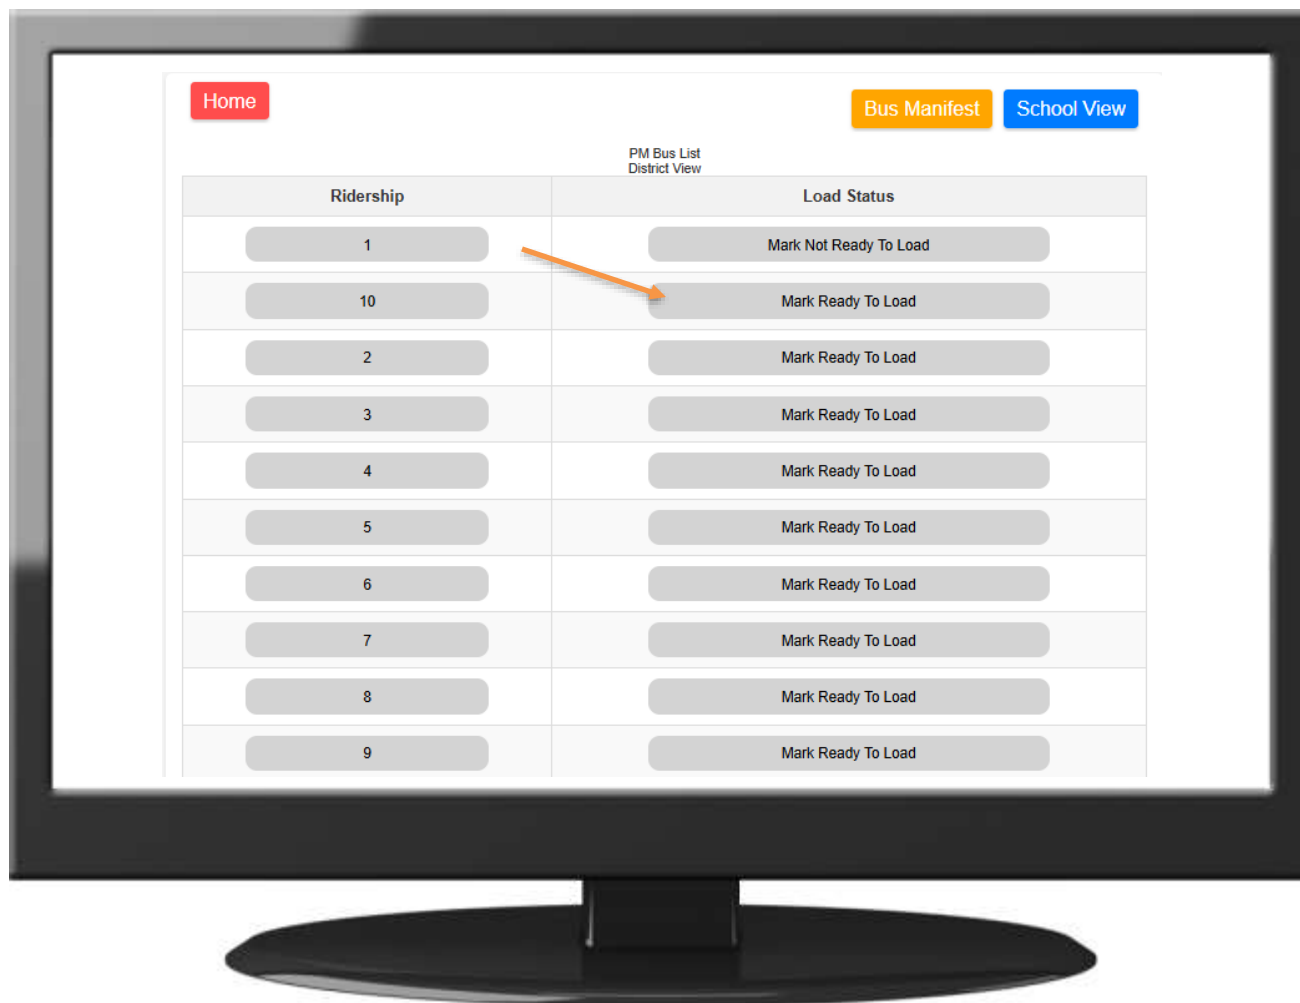 Home
Bus Manifest School View
PM Bus List
District View
Ridership Load Status
1 Mark Not Ready To Load
10 Mark Ready To Load
2 Mark Ready To Load
3 Mark Ready To Load
4 Mark Ready To Load
5 Mark Ready To Load
6 Mark Ready To Load
7 Mark Ready To Load
8 Mark Ready To Load
9 Mark Ready To Load